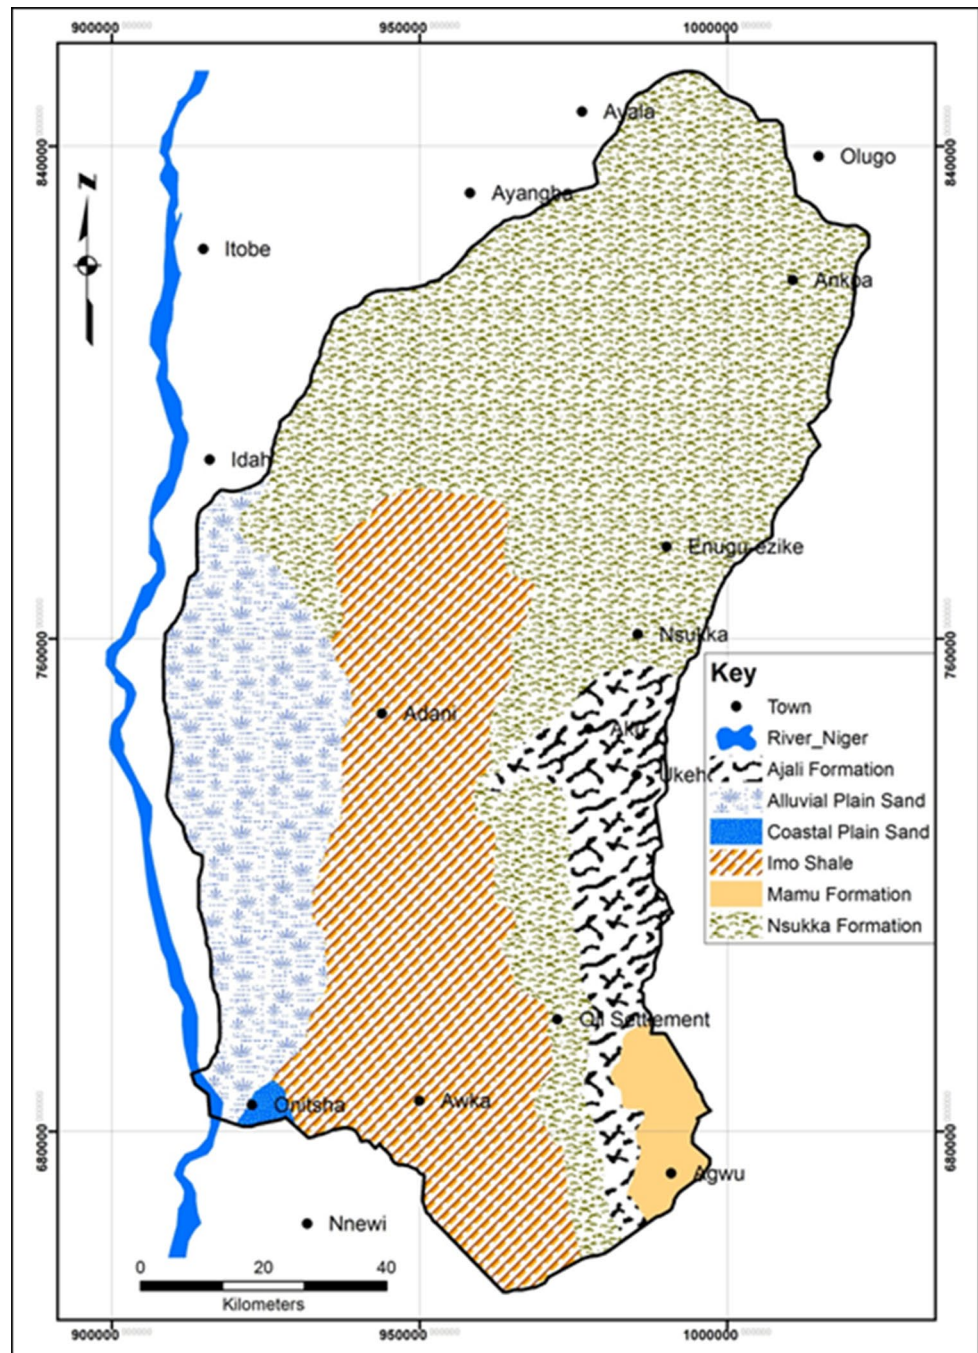 900000 950000 1000000
Ayala
840000 Olugo 840000
Ayangba
Z
Itobe
Ankpa
Idah
Enugu-ezike
Nsukka
760000 760000
Key
Town
River_Niger
Ajali Formation
Alluvial Plain Sand
Coastal Plain Sand
Imo Shale
Mamu Formation
Nsukka Formation
Adani
Aku
Oji Settlement
Onitsha Awka
680000 680000
Agwu
Nnewi
0 20 40
Kilometers
900000 950000 1000000